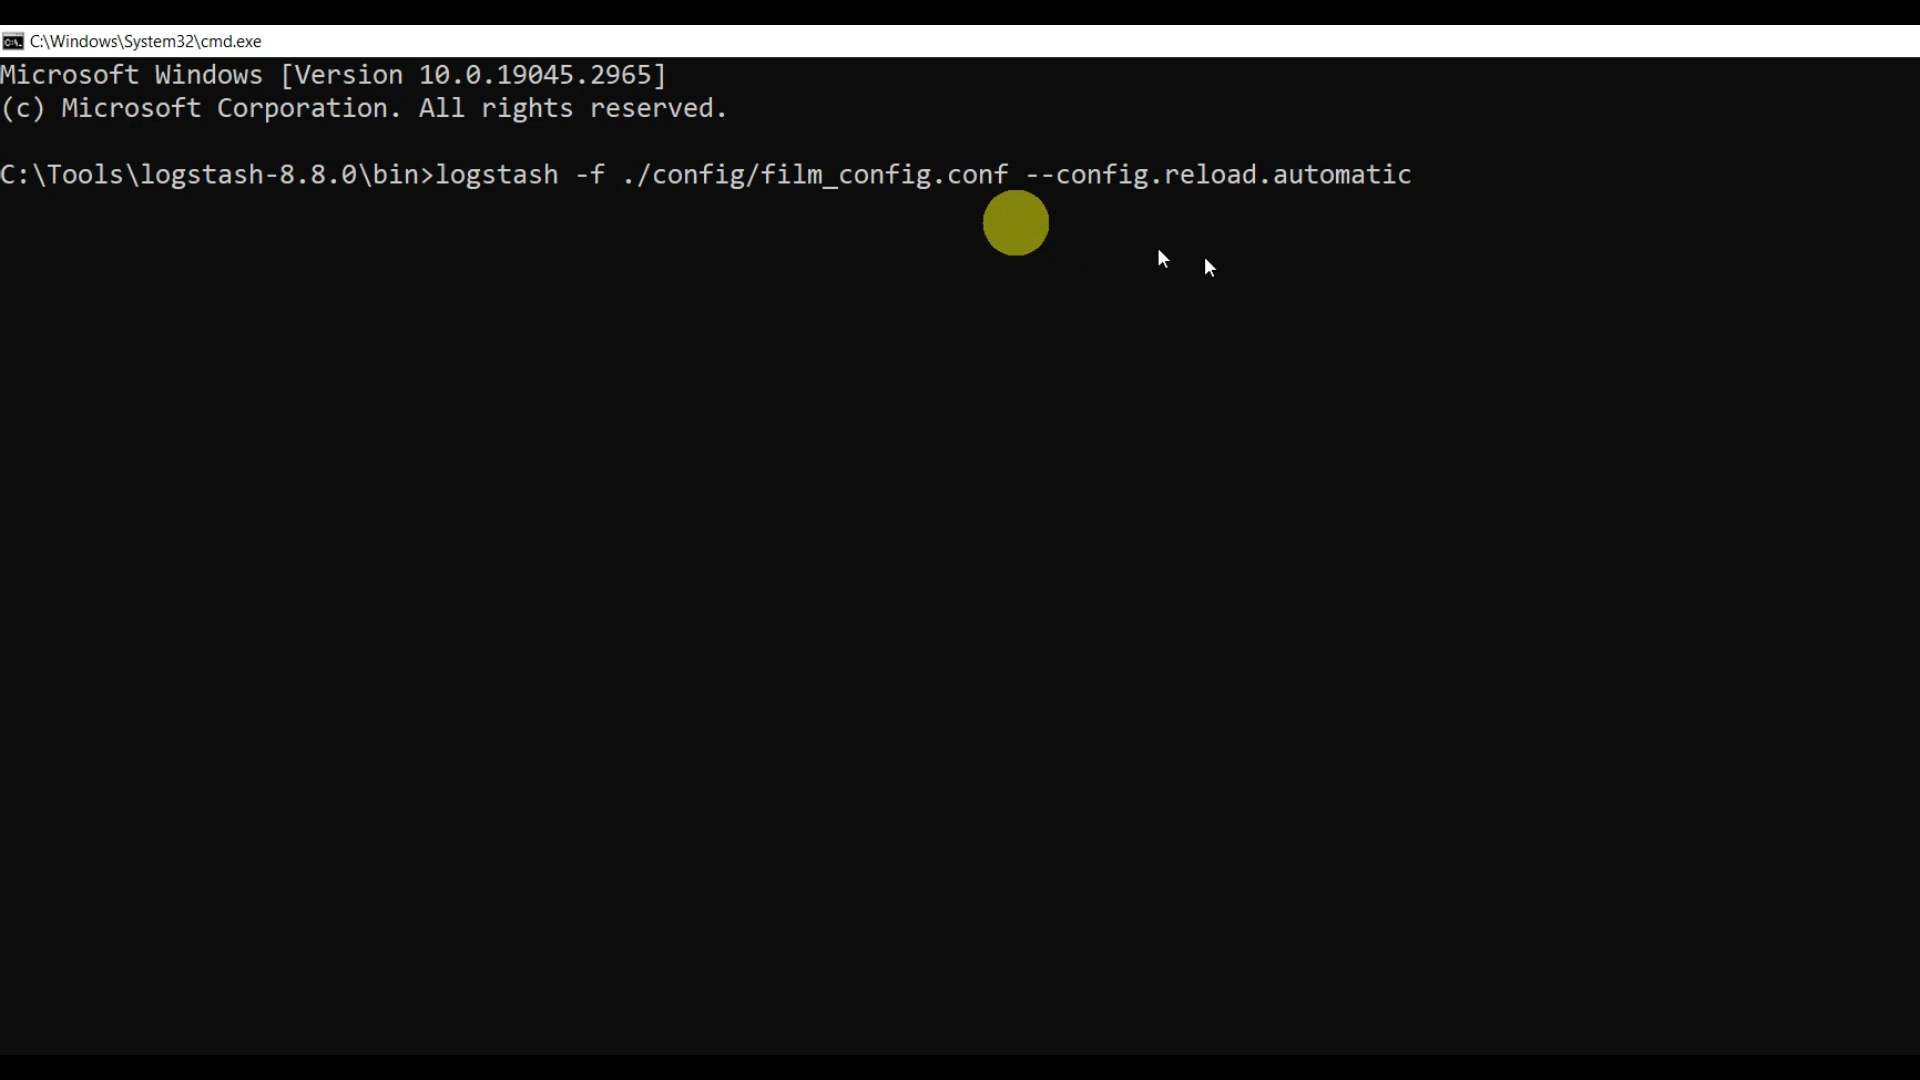 C:\Windows\System32\cmd.exe
Microsoft Windows [Version 10.0.19045.2965]
(c) Microsoft Corporation. All rights reserved.
C:\Tools\logstash-8.8.0\bin>logstash -f ./config/film_config.conf --config.reload.automatic